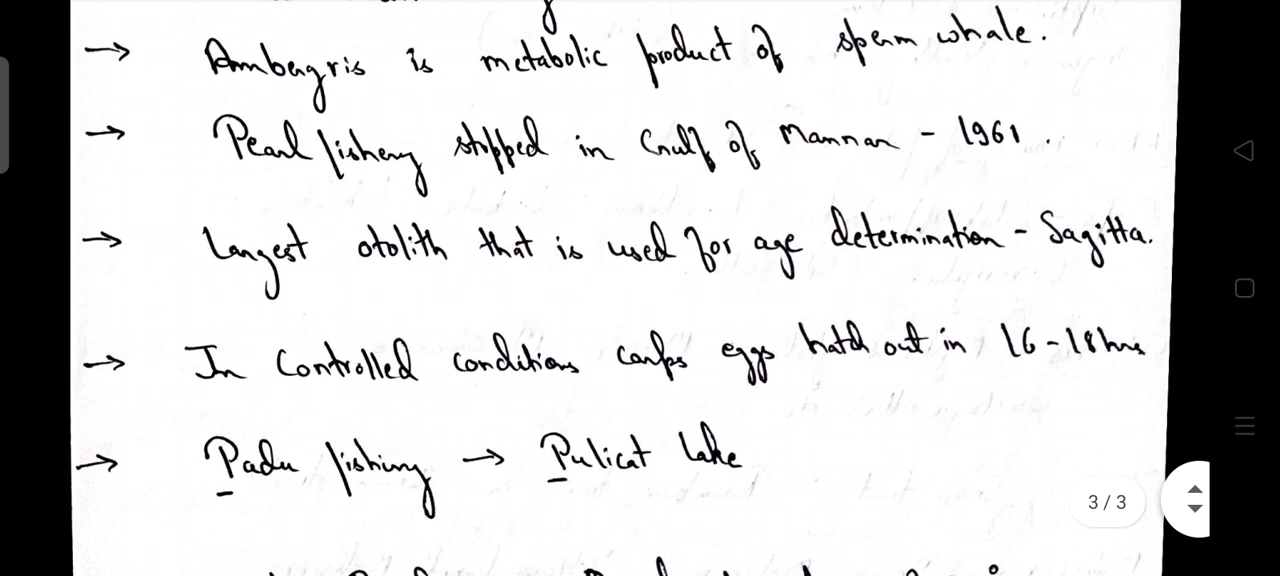 → Ambergris is metabolic product of sperm whale.
→ Pearl fishery stopped in Gulf of Mannar - 1961.
→ Largest otolith that is used for age determination - Sagitta.
→ In Controlled conditions carps eggs hatch out in 16-18hrs
→ Padu fishing → Pulicat lake
3/3